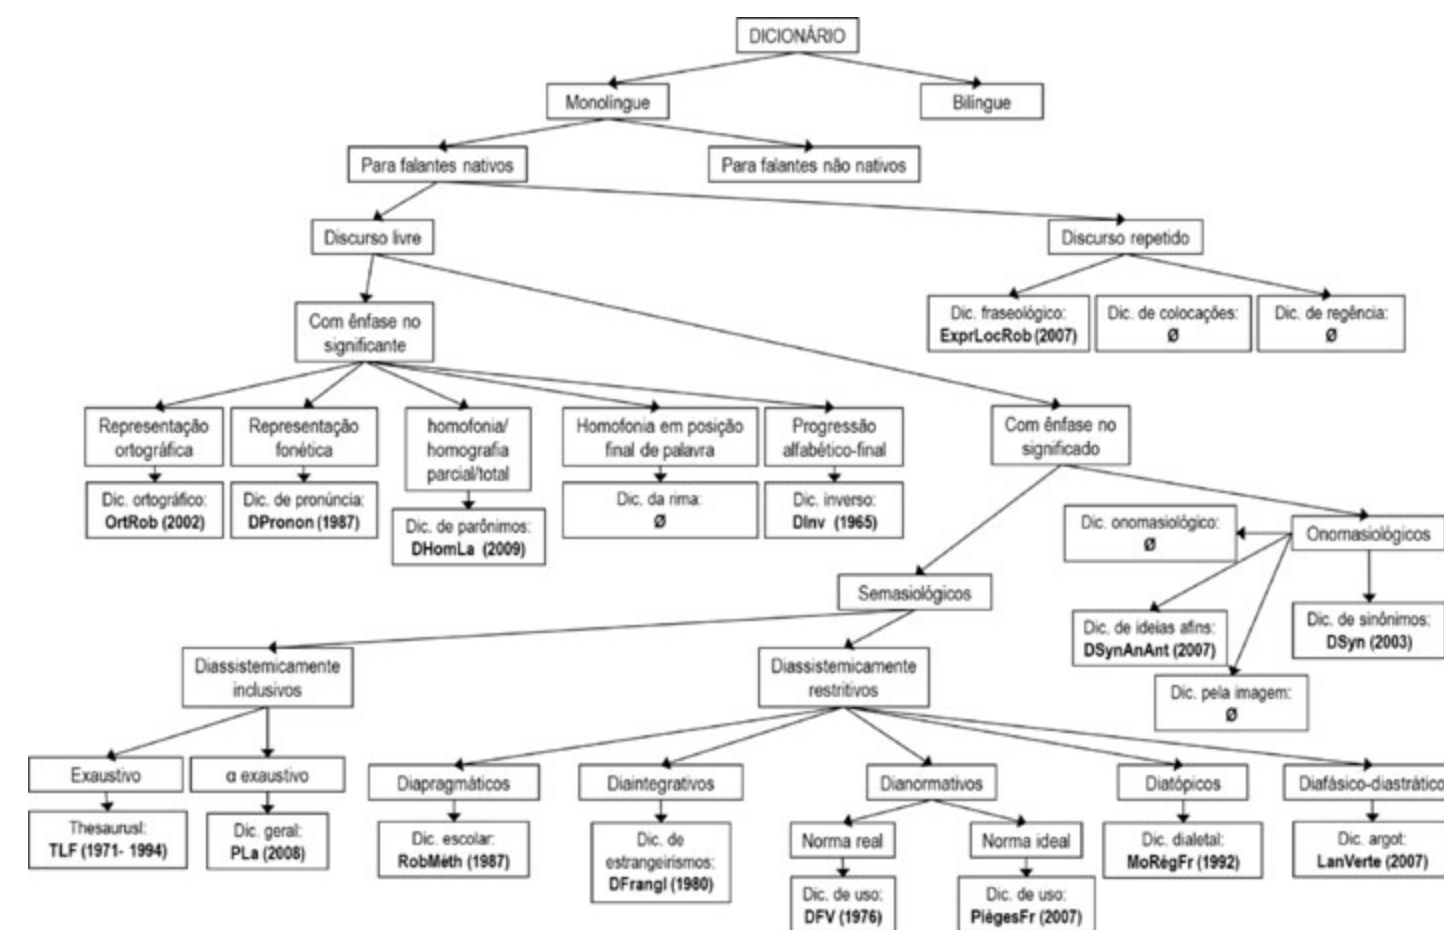 DICIONÁRIO
Monolíngue
Bilíngue
Para falantes nativos
Para falantes não nativos
Discurso livre
Discurso repetido
Com ênfase no
significante
Dic. fraseológico:
ExprLocRob (2007)
Dic. de colocações:
Ø
Dic. de regência:
Ø
Representação
ortográfica
Representação
fonética
homofonia/
homografia
parcial/total
Homofonia em posição
final de palavra
Progressão
alfabético-final
Com ênfase no
significado
Dic. ortográfico:
OrtRob (2002)
Dic. de pronúncia:
DPronon (1987)
Dic. de parônimos:
DHomLa (2009)
Dic. da rima:
Ø
Dic. inverso:
DInv (1965)
Dic. onomasiológico:
Ø
Onomasiológicos
Semasiológicos
Dic. de ideias afins:
DSynAnAnt (2007)
Dic. de sinônimos:
DSyn (2003)
Dic. pela imagem:
Ø
Diassistemicamente
inclusivos
Diassistemicamente
restritivos
Exaustivo
α exaustivo
Diapragmáticos
Diaintegrativos
Dianormativos
Diatópicos
Diafásico-diastrático
Thesaurusl:
TLF (1971- 1994)
Dic. geral:
PLa (2008)
Dic. escolar:
RobMéth (1987)
Dic. de
estrangeirismos:
DFrangl (1980)
Norma real
Norma ideal
Dic. dialetal:
MoRégFr (1992)
Dic. argot:
LanVerte (2007)
Dic. de uso:
DFV (1976)
Dic. de uso:
PiègesFr (2007)